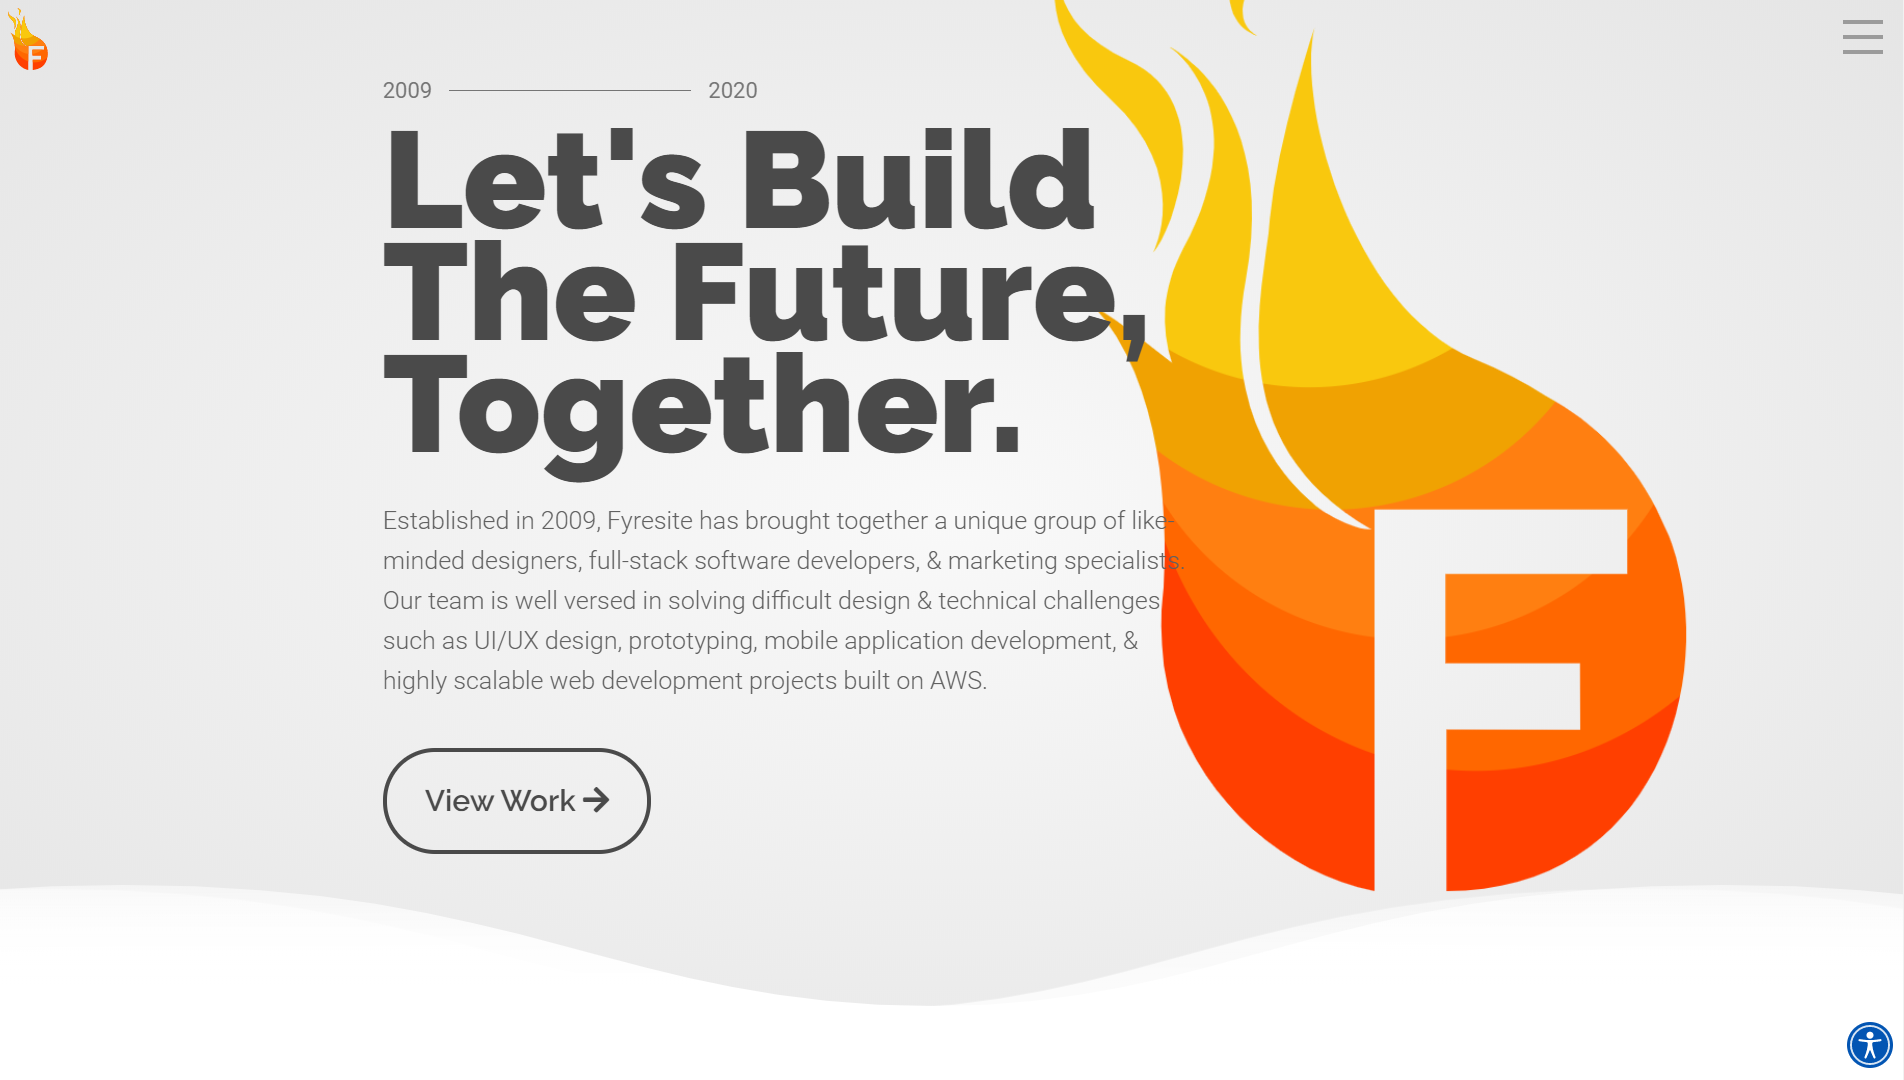 F
2009 2020
Let's Build
The Future,
Together.
Established in 2009, Fyresite has brought together a unique group of like-
minded designers, full-stack software developers, & marketing specialists.
Our team is well versed in solving difficult design & technical challenges
such as UI/UX design, prototyping, mobile application development, &
highly scalable web development projects built on AWS.
View Work
F